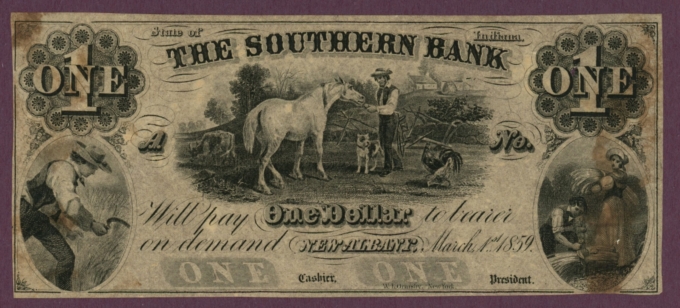 State of Indiana
THE SOUTHERN BANK
1 ONE
1 ONE
A No.
Will pay One Dollar to bearer
on demand NEW-ALBANY, March 1st 1859.
ONE ONE
Cashier. President.